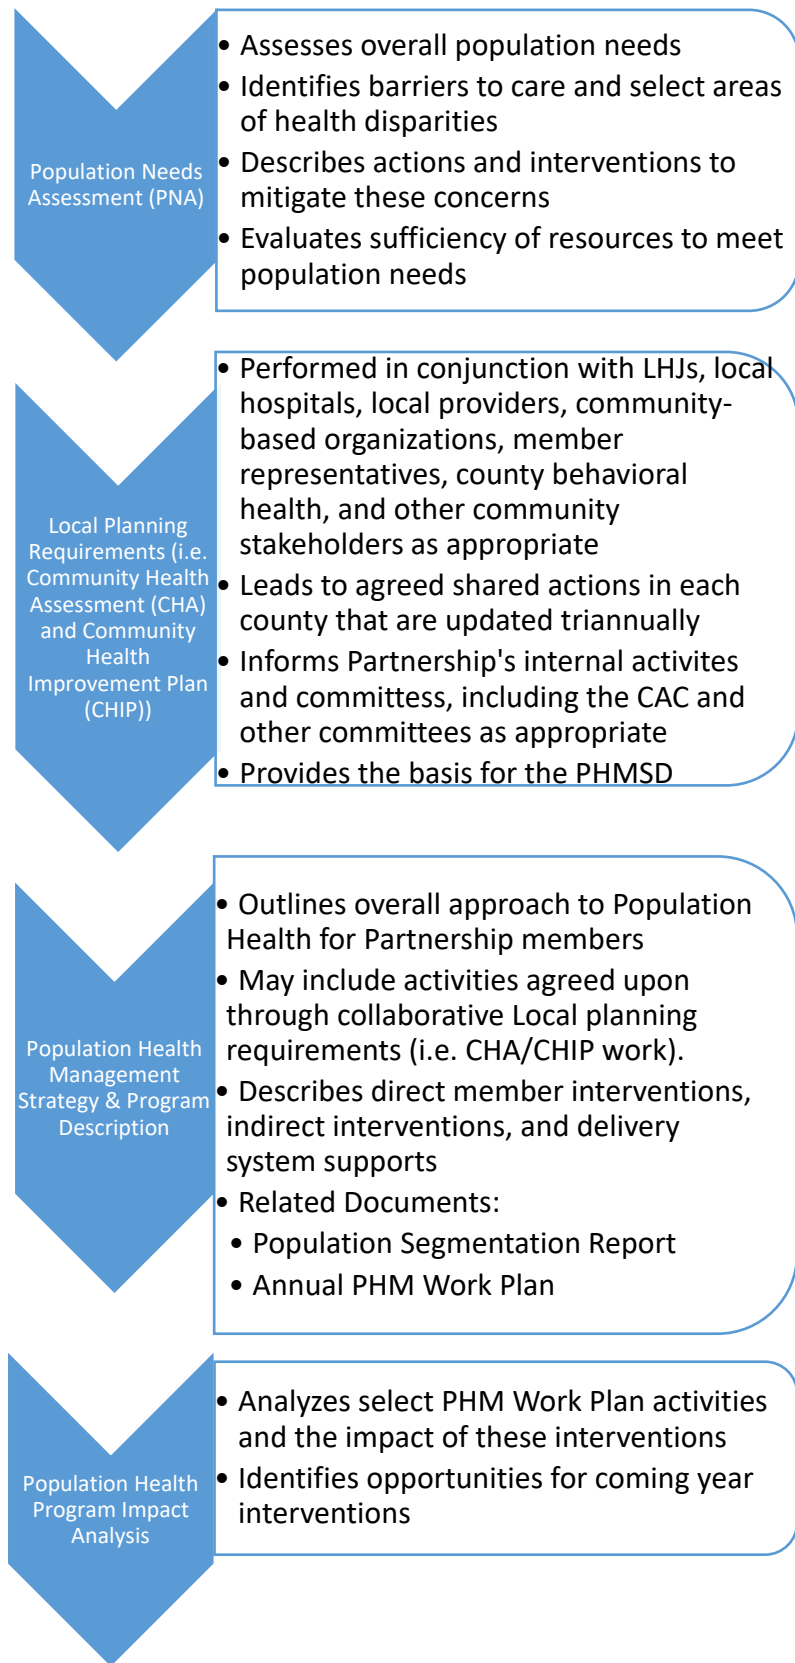 Population Needs
Assessment (PNA)
• Assesses overall population needs
• Identifies barriers to care and select areas
of health disparities
• Describes actions and interventions to
mitigate these concerns
• Evaluates sufficiency of resources to meet
population needs
Local Planning
Requirements (i.e.
Community Health
Assessment (CHA)
and Community
Health
Improvement Plan
(CHIP))
• Performed in conjunction with LHJs, local
hospitals, local providers, community-
based organizations, member
representatives, county behavioral
health, and other community
stakeholders as appropriate
• Leads to agreed shared actions in each
county that are updated triannually
• Informs Partnership's internal activites
and committess, including the CAC and
other committees as appropriate
• Provides the basis for the PHMSD
Population Health
Management
Strategy & Program
Description
• Outlines overall approach to Population
Health for Partnership members
• May include activities agreed upon
through collaborative Local planning
requirements (i.e. CHA/CHIP work).
• Describes direct member interventions,
indirect interventions, and delivery
system supports
• Related Documents:
• Population Segmentation Report
• Annual PHM Work Plan
Population Health
Program Impact
Analysis
• Analyzes select PHM Work Plan activities
and the impact of these interventions
• Identifies opportunities for coming year
interventions